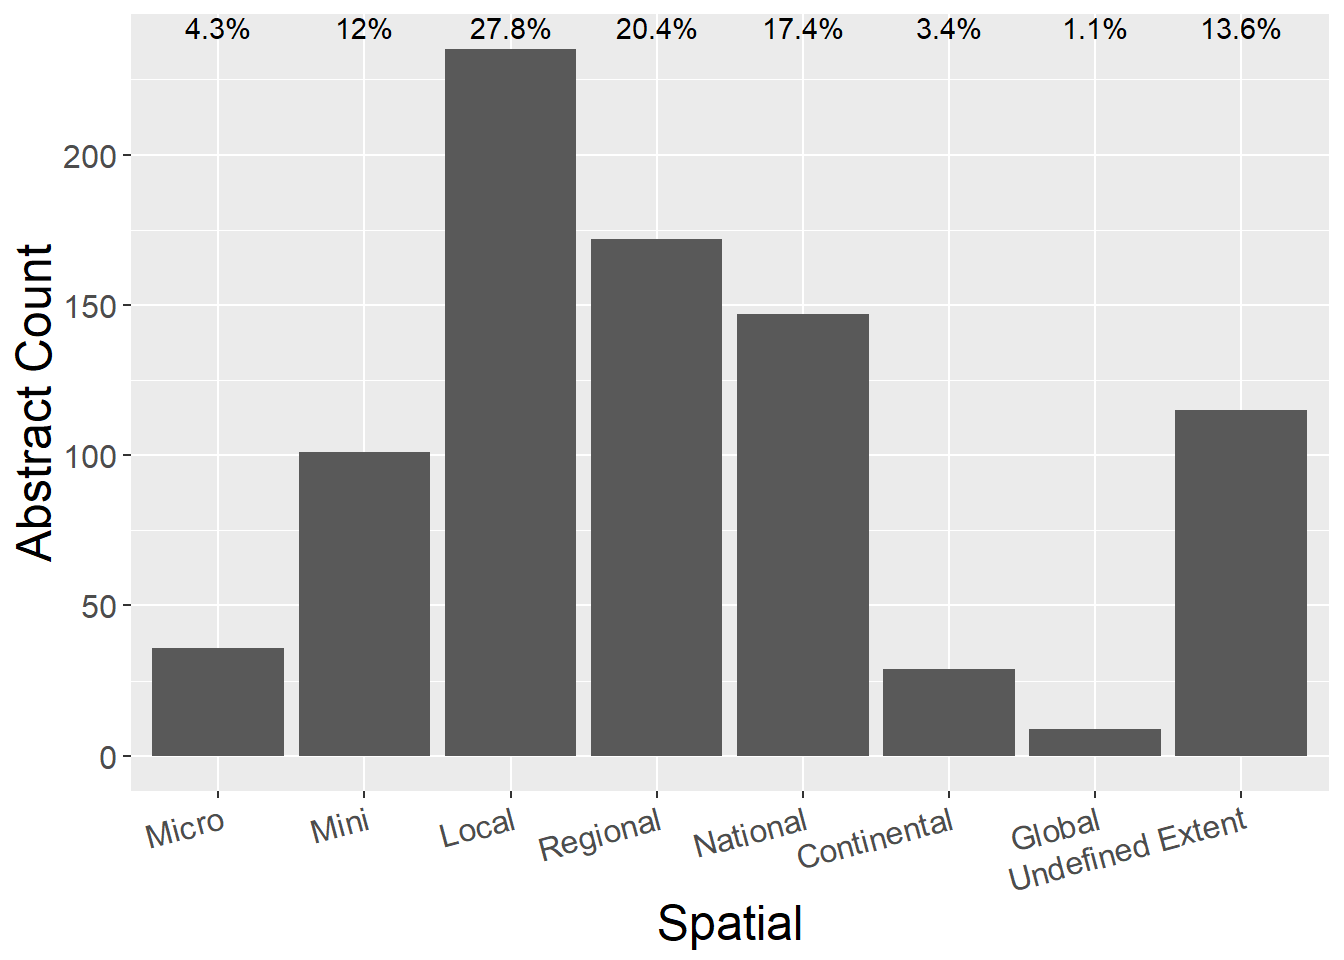 4.3% 12% 27.8% 20.4% 17.4% 3.4% 1.1% 13.6%
200
150
100
50
0
Abstract Count
Micro Mini Local Regional National Continental Global Undefined Extent
Spatial